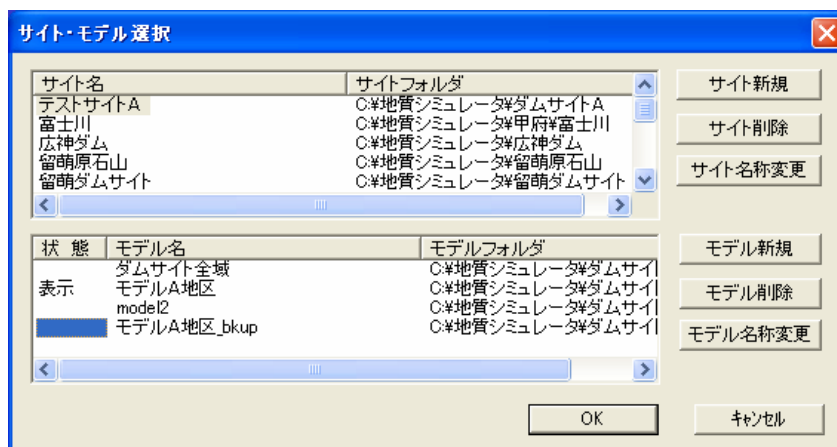 サイト・モデル選択
サイト名 サイトフォルダ
テストサイトA C:¥地質シミュレータ¥ダムサイトA
富士川 C:¥地質シミュレータ¥甲府¥富士川
広神ダム C:¥地質シミュレータ¥広神ダム
留萌原石山 C:¥地質シミュレータ¥留萌原石山
留萌ダムサイト C:¥地質シミュレータ¥留萌ダムサイト
サイト新規
サイト削除
サイト名称変更
状 態 モデル名 モデルフォルダ
ダムサイト全域 C:¥地質シミュレータ¥ダムサイ
表示 モデルA地区 C:¥地質シミュレータ¥ダムサイ
model2 C:¥地質シミュレータ¥ダムサイ
モデルA地区_bkup C:¥地質シミュレータ¥ダムサイ
モデル新規
モデル削除
モデル名称変更
OK キャンセル